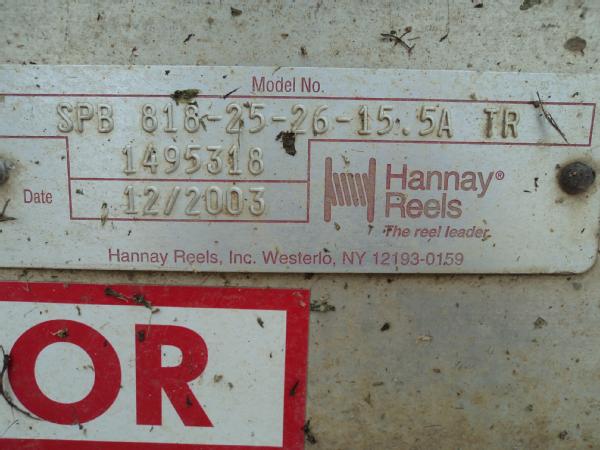 Model No.
SPB 818-25-26-15.5A TR
1495318
Date 12/2003
Hannay®
Reels
The reel leader.
Hannay Reels, Inc. Westerlo, NY 12193-0159
OR